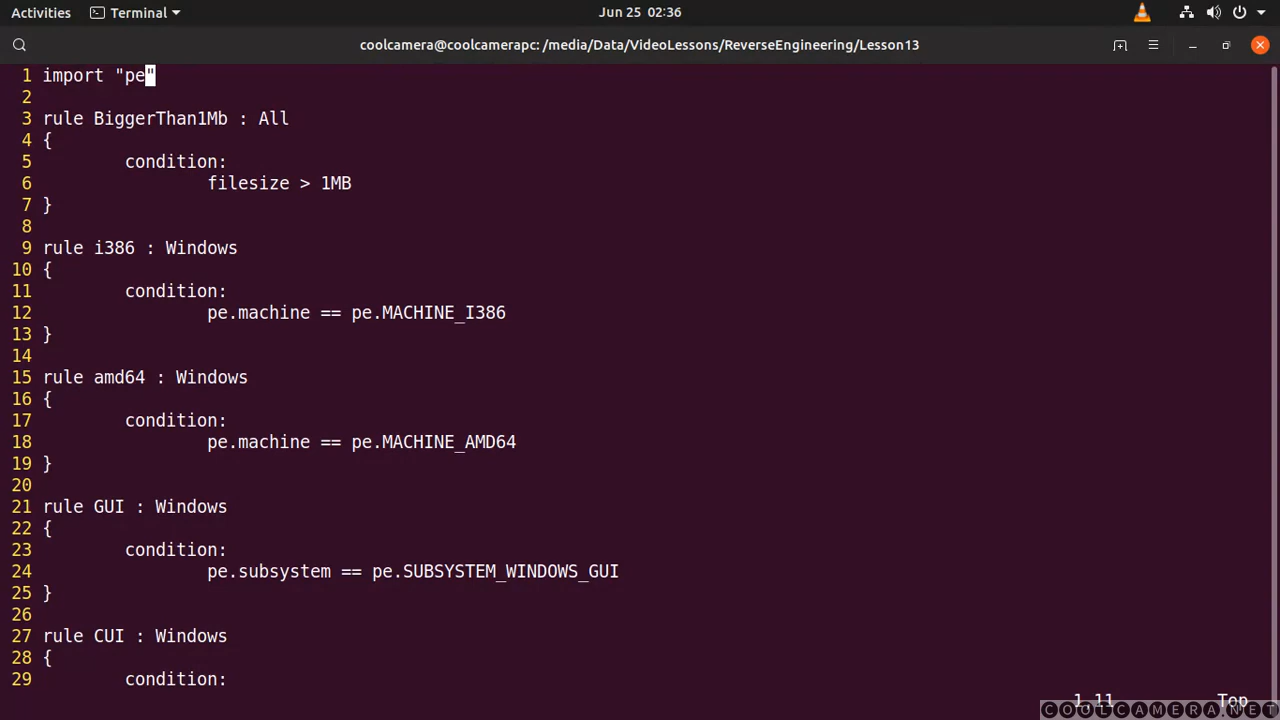 Activities Terminal Jun 25 02:36
coolcamera@coolcamerapc: /media/Data/VideoLessons/ReverseEngineering/Lesson13
1 import "pe"
2
3 rule BiggerThan1Mb : All
4 {
5 condition:
6 filesize > 1MB
7 }
8
9 rule i386 : Windows
10 {
11 condition:
12 pe.machine == pe.MACHINE_I386
13 }
14
15 rule amd64 : Windows
16 {
17 condition:
18 pe.machine == pe.MACHINE_AMD64
19 }
20
21 rule GUI : Windows
22 {
23 condition:
24 pe.subsystem == pe.SUBSYSTEM_WINDOWS_GUI
25 }
26
27 rule CUI : Windows
28 {
29 condition:
1,11 Top
COOLCAMERA.NET